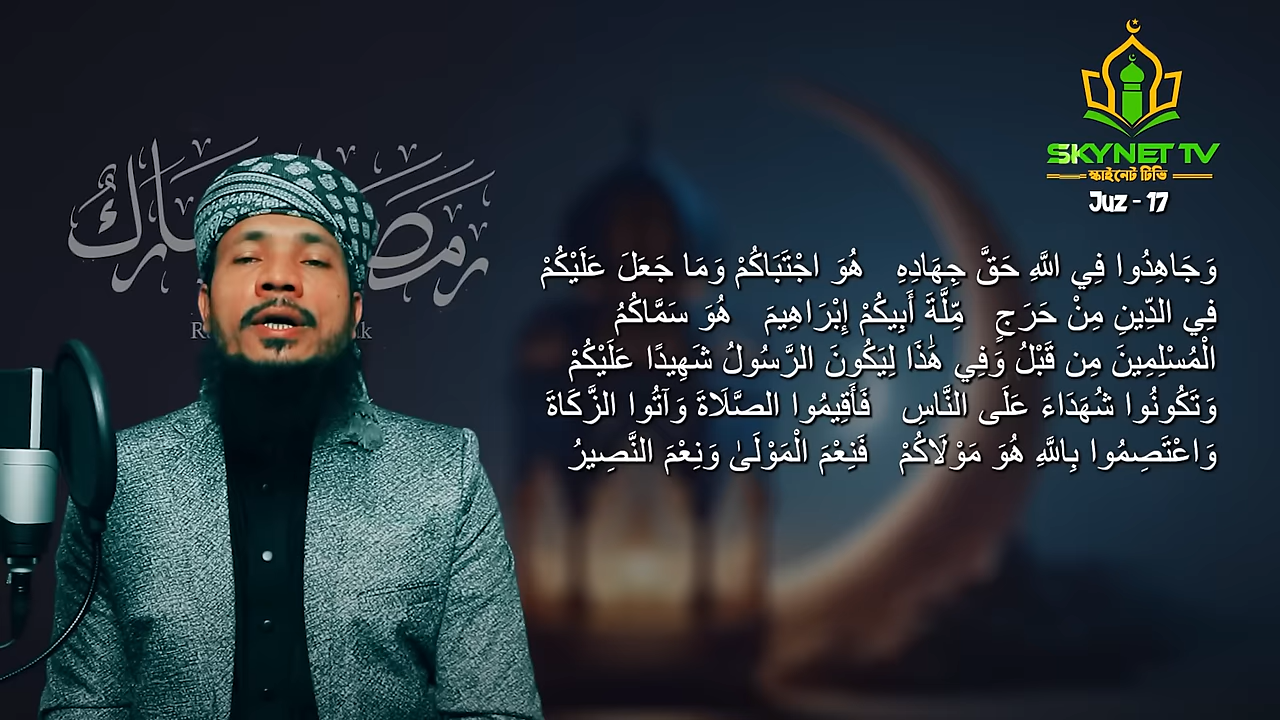 SKYNET TV
স্কাইনেট টিভি
Juz - 17
وَجَاهِدُوا فِي اللَّهِ حَقَّ جِهَادِهِ هُوَ اجْتَبَاكُمْ وَمَا جَعَلَ عَلَيْكُمْ
فِي الدِّينِ مِنْ حَرَجٍ مِّلَّةَ أَبِيكُمْ إِبْرَاهِيمَ هُوَ سَمَّاكُمُ
الْمُسْلِمِينَ مِن قَبْلُ وَفِي هَٰذَا لِيَكُونَ الرَّسُولُ شَهِيدًا عَلَيْكُمْ
وَتَكُونُوا شُهَدَاءَ عَلَى النَّاسِ فَأَقِيمُوا الصَّلَاةَ وَآتُوا الزَّكَاةَ
وَاعْتَصِمُوا بِاللَّهِ هُوَ مَوْلَاكُمْ فَنِعْمَ الْمَوْلَىٰ وَنِعْمَ النَّصِيرُ